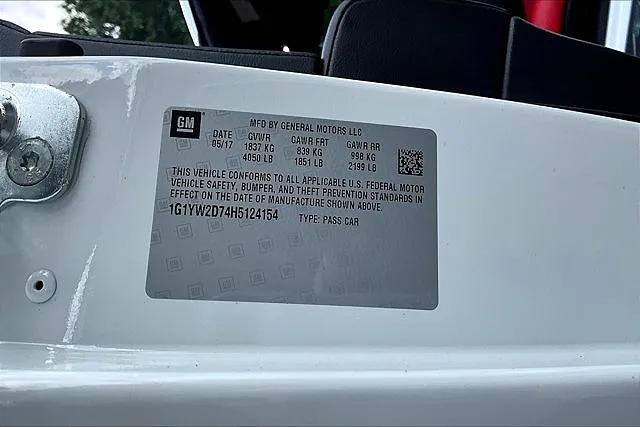 GM
MFD BY GENERAL MOTORS LLC
DATE GVWR GAWR FRT GAWR RR
05/17 1837 KG 839 KG 998 KG
4050 LB 1851 LB 2199 LB
THIS VEHICLE CONFORMS TO ALL APPLICABLE U.S. FEDERAL MOTOR
VEHICLE SAFETY, BUMPER, AND THEFT PREVENTION STANDARDS IN
EFFECT ON THE DATE OF MANUFACTURE SHOWN ABOVE.
1G1YW2D74H5124154 TYPE: PASS CAR